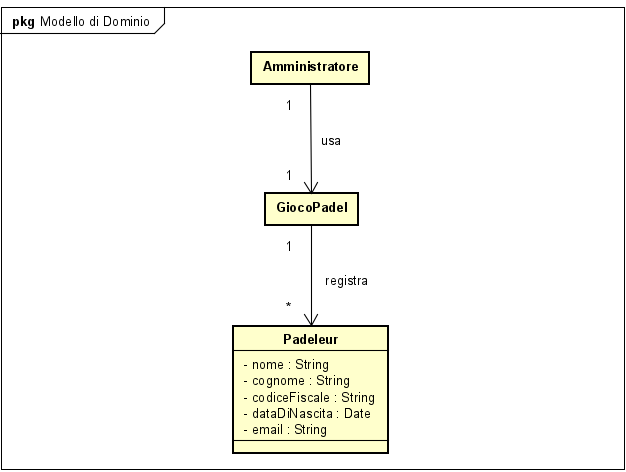 pkg Modello di Dominio
Amministratore
1
usa
1
GiocoPadel
1
registra
*
Padeleur
- nome : String
- cognome : String
- codiceFiscale : String
- dataDiNascita : Date
- email : String